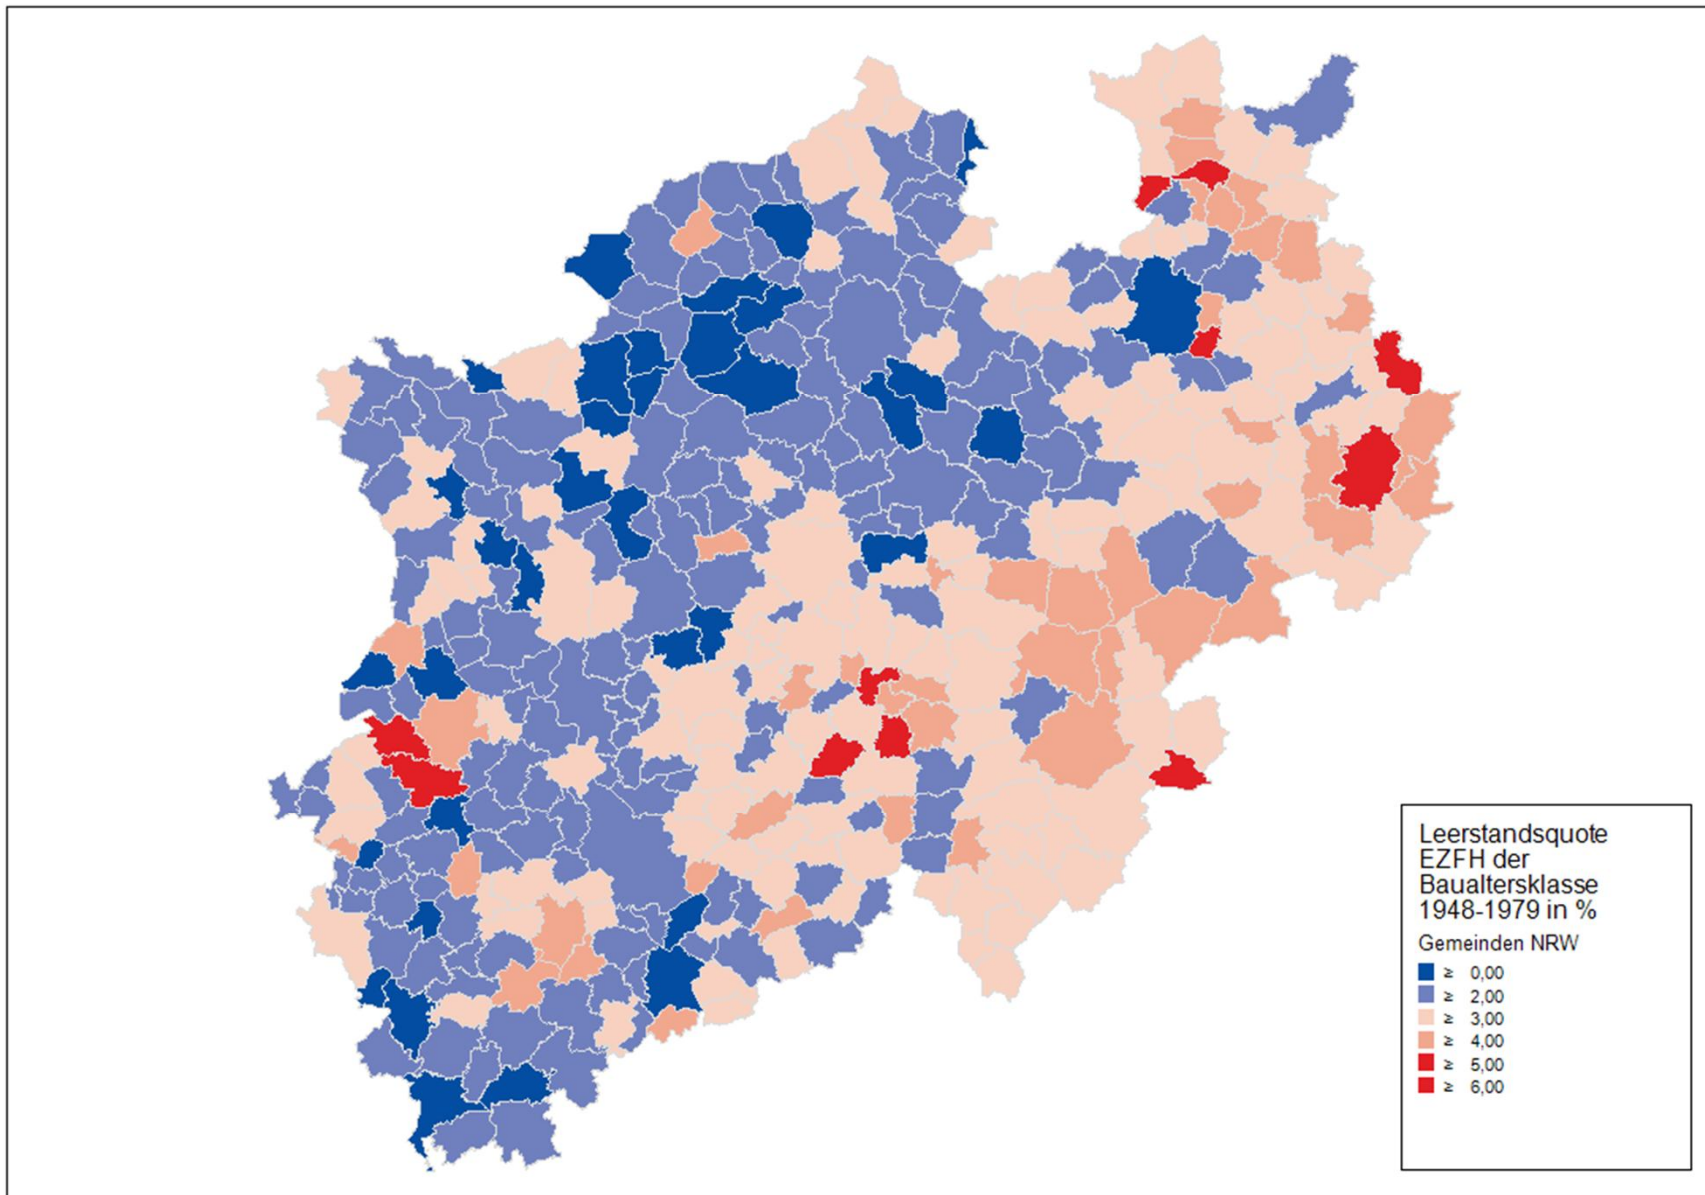 Leerstandsquote
EZFH der
Baualtersklasse
1948-1979 in %
Gemeinden NRW
≥ 0,00
≥ 2,00
≥ 3,00
≥ 4,00
≥ 5,00
≥ 6,00